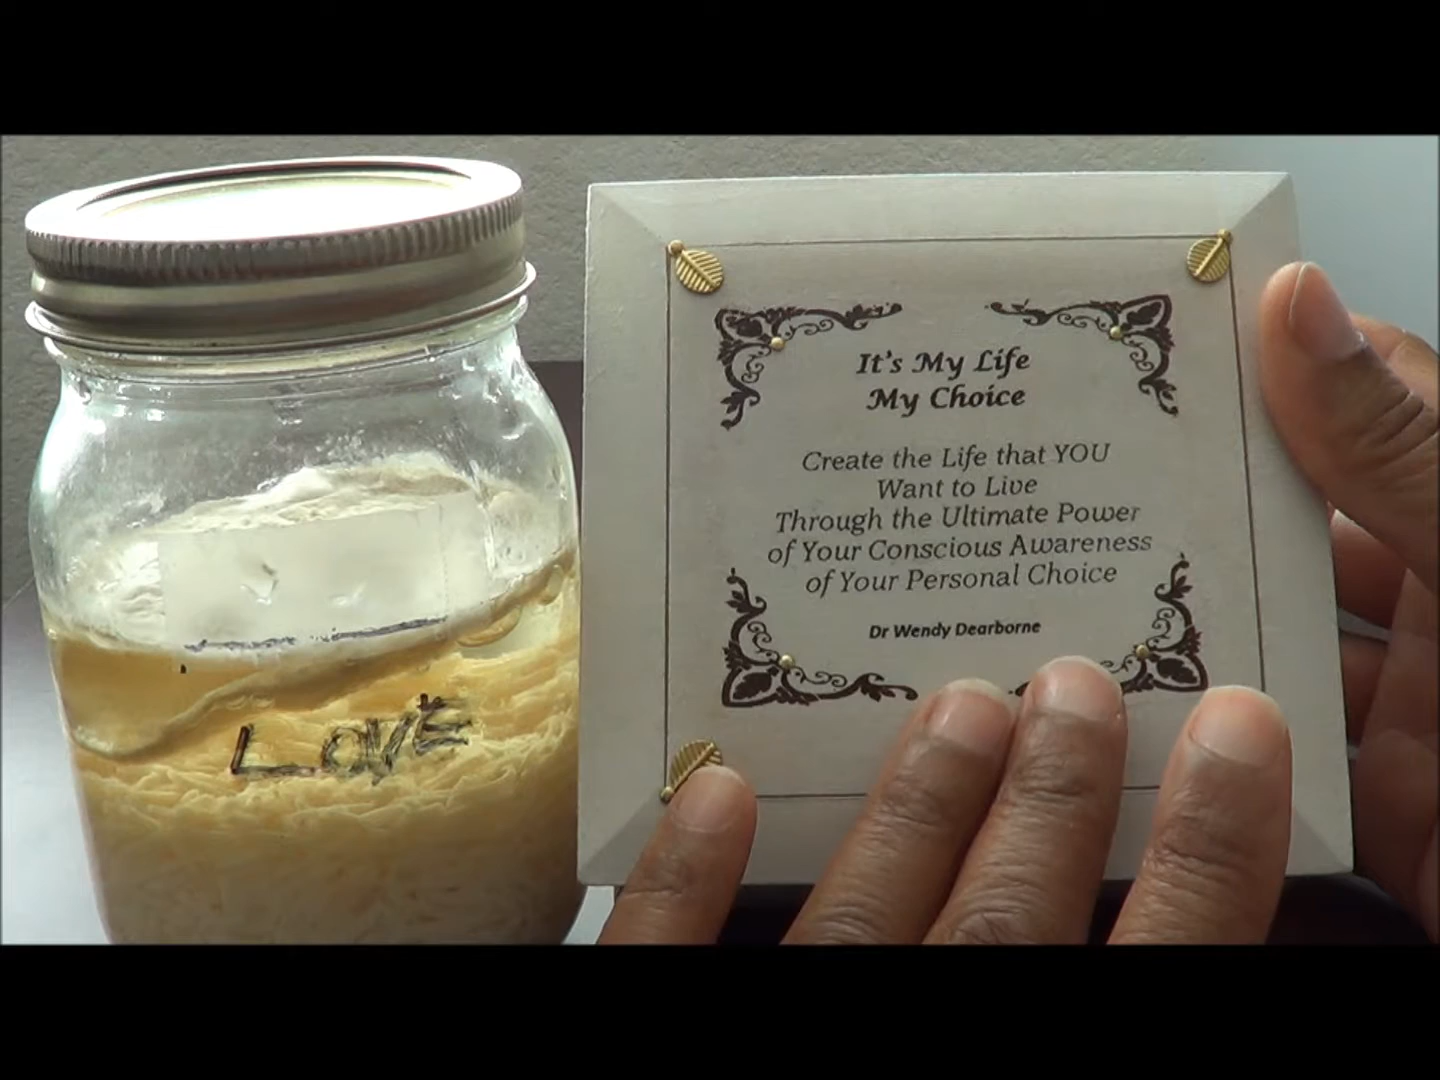 LOVE
It's My Life
My Choice
Create the Life that YOU
Want to Live
Through the Ultimate Power
of Your Conscious Awareness
of Your Personal Choice
Dr Wendy Dearborne